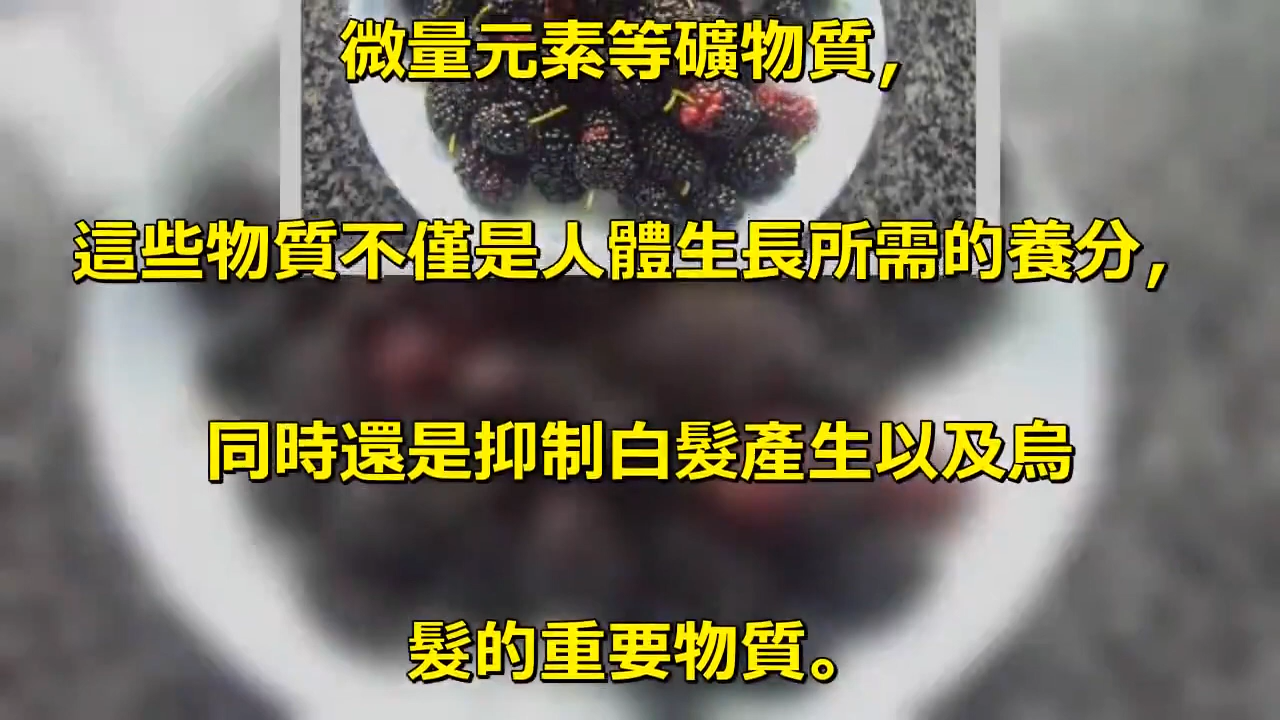 微量元素等礦物質，
這些物質不僅是人體生長所需的養分，
同時還是抑制白髮產生以及烏
髮的重要物質。